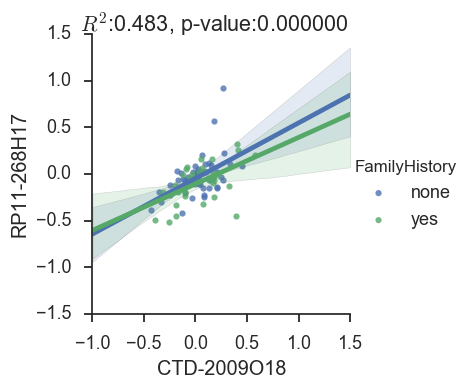 R²:0.483, p-value:0.000000
1.5
1.0
0.5
0.0
−0.5
−1.0
−1.5
RP11-268H17
−1.0 −0.5 0.0 0.5 1.0 1.5
CTD-2009O18
FamilyHistory
none
yes